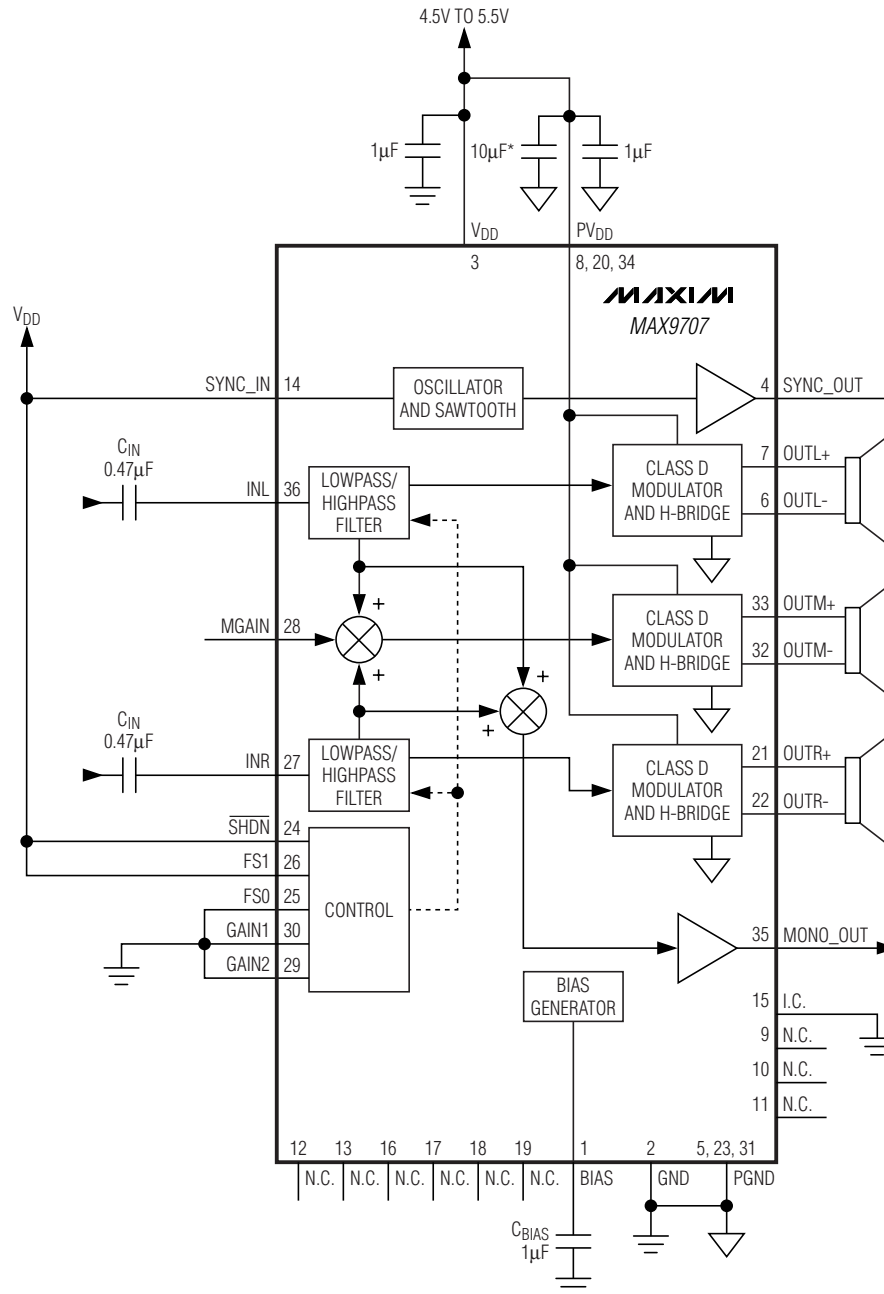 4.5V TO 5.5V
1μF
10μF*
1μF
VDD
PVDD
3
8, 20, 34
MAXIM
MAX9707
VDD
SYNC_IN
14
OSCILLATOR
AND SAWTOOTH
4
SYNC_OUT
CIN
0.47μF
INL
36
LOWPASS/
HIGHPASS
FILTER
CLASS D
MODULATOR
AND H-BRIDGE
7
OUTL+
6
OUTL-
+
MGAIN
28
+
CLASS D
MODULATOR
AND H-BRIDGE
33
OUTM+
32
OUTM-
+
+
CIN
0.47μF
INR
27
LOWPASS/
HIGHPASS
FILTER
CLASS D
MODULATOR
AND H-BRIDGE
21
OUTR+
22
OUTR-
SHDN
24
FS1
26
FS0
25
GAIN1
30
GAIN2
29
CONTROL
35
MONO_OUT
BIAS
GENERATOR
15
I.C.
9
N.C.
10
N.C.
11
N.C.
12
13
16
17
18
19
1
2
5, 23, 31
N.C.
N.C.
N.C.
N.C.
N.C.
N.C.
BIAS
GND
PGND
CBIAS
1μF